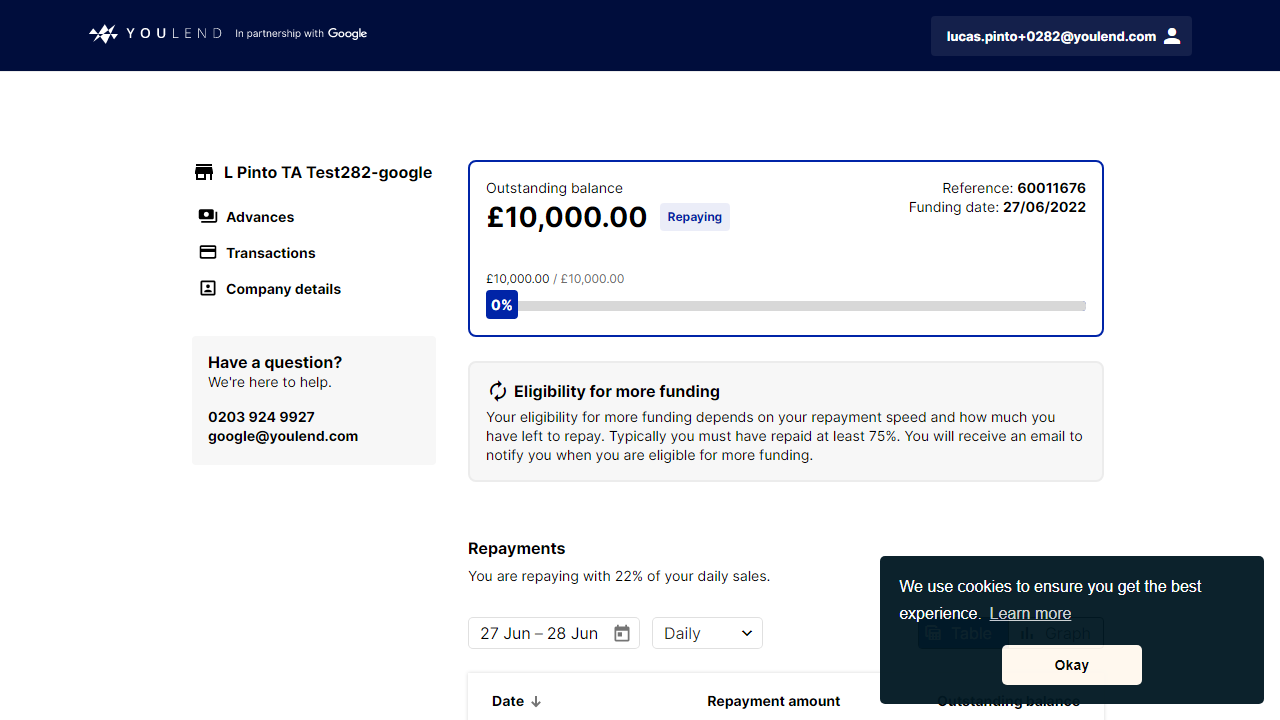 YOULEND In partnership with Google
lucas.pinto+0282@youlend.com
L Pinto TA Test282-google
Advances
Transactions
Company details
Have a question?
We're here to help.
0203 924 9927
google@youlend.com
Outstanding balance
£10,000.00 Repaying
Reference: 60011676
Funding date: 27/06/2022
£10,000.00 / £10,000.00
0%
Eligibility for more funding
Your eligibility for more funding depends on your repayment speed and how much you
have left to repay. Typically you must have repaid at least 75%. You will receive an email to
notify you when you are eligible for more funding.
Repayments
You are repaying with 22% of your daily sales.
27 Jun – 28 Jun Daily
Table Graph
Date Repayment amount Outstanding balance
We use cookies to ensure you get the best
experience. Learn more
Okay